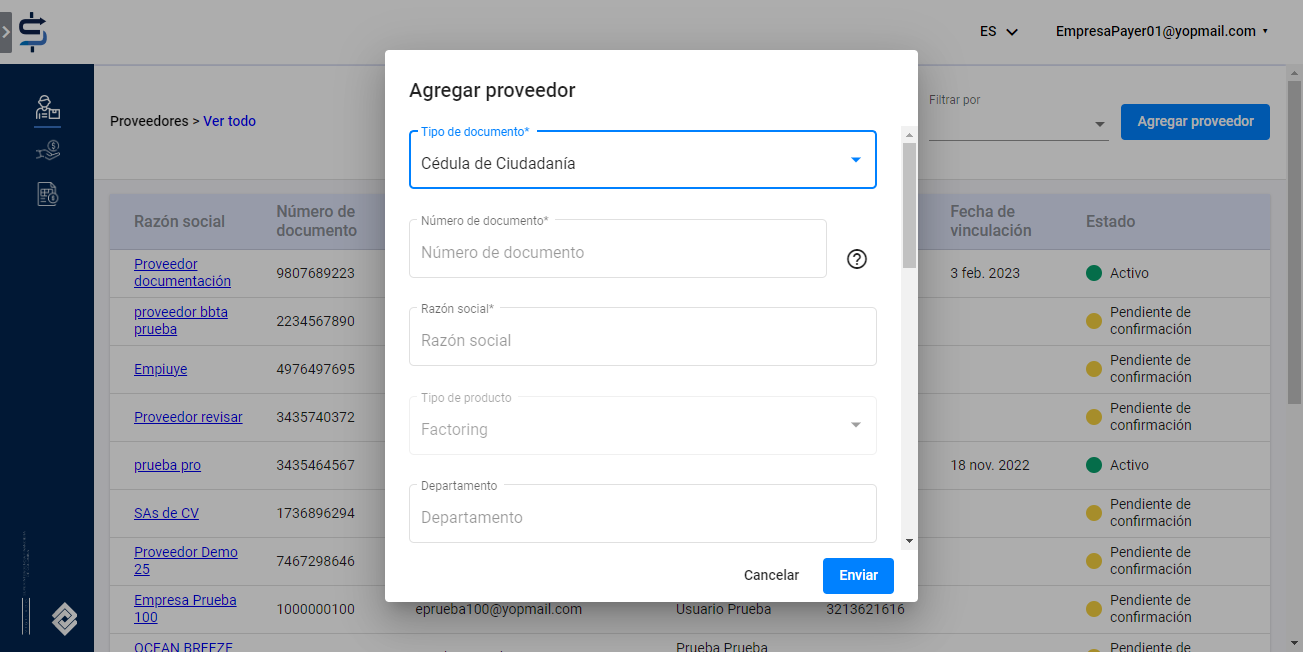 ES
EmpresaPayer01@yopmail.com
Proveedores > Ver todo
Filtrar por
Agregar proveedor
Agregar proveedor
Tipo de documento*
Cédula de Ciudadanía
Número de documento*
Número de documento
Razón social*
Razón social
Tipo de producto
Factoring
Departamento
Departamento
Cancelar
Enviar
Razón social
Número de
documento
Fecha de
vinculación
Estado
Proveedor
documentación
9807689223
3 feb. 2023
Activo
proveedor bbta
prueba
2234567890
Pendiente de
confirmación
Empiuye
4976497695
Pendiente de
confirmación
Proveedor revisar
3435740372
Pendiente de
confirmación
prueba pro
3435464567
18 nov. 2022
Activo
SAs de CV
1736896294
Pendiente de
confirmación
Proveedor Demo
25
7467298646
Pendiente de
confirmación
Empresa Prueba
100
1000000100
eprueba100@yopmail.com
Usuario Prueba
3213621616
Pendiente de
confirmación
OCEAN BREEZE
Prueba Prueba
Pendiente de